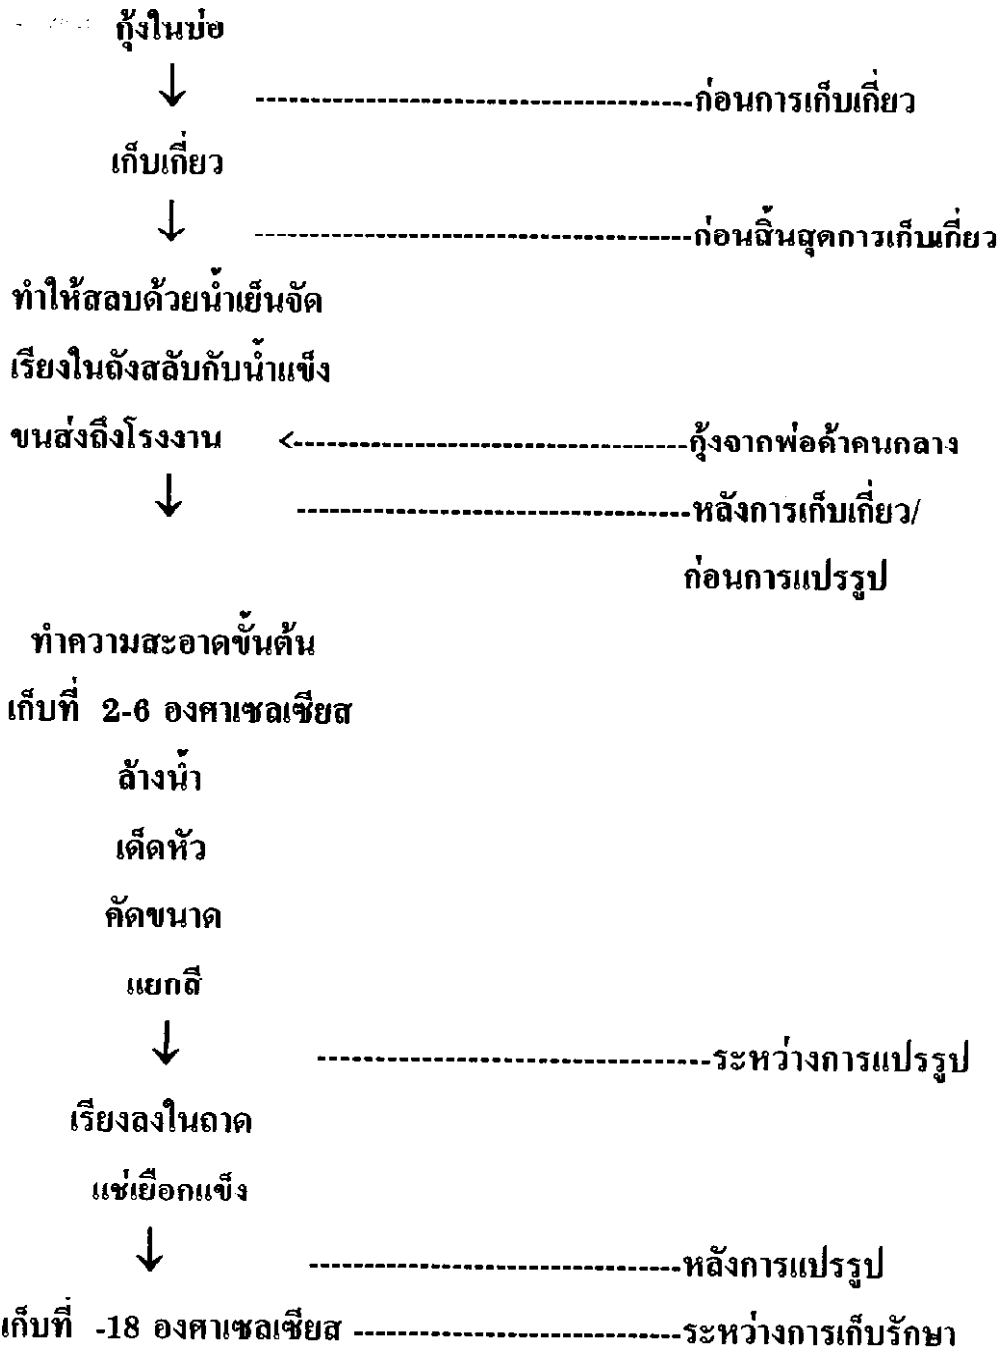 กุ้งในบ่อ
↓ ----------------------------------------ก่อนการเก็บเกี่ยว
เก็บเกี่ยว
↓ ----------------------------------------ก่อนสิ้นสุดการเก็บเกี่ยว
ทำให้สลบด้วยน้ำเย็นจัด
เรียงในถังสลับกับน้ำแข็ง
ขนส่งถึงโรงงาน <------------------------------------กุ้งจากพ่อค้าคนกลาง
↓ ------------------------------------หลังการเก็บเกี่ยว/
ก่อนการแปรรูป
ทำความสะอาดขั้นต้น
เก็บที่ 2-6 องศาเซลเซียส
ล้างน้ำ
เด็ดหัว
คัดขนาด
แยกสี
↓ ------------------------------------ระหว่างการแปรรูป
เรียงลงในถาด
แช่เยือกแข็ง
↓ ----------------------------------หลังการแปรรูป
เก็บที่ -18 องศาเซลเซียส ------------------------------ระหว่างการเก็บรักษา